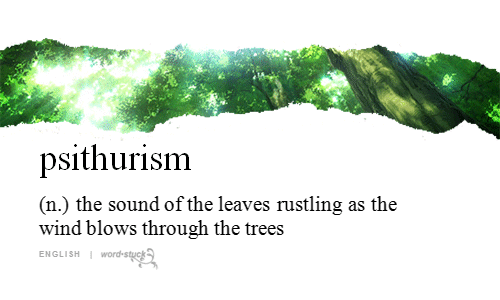 psithurism
(n.) the sound of the leaves rustling as the
wind blows through the trees
ENGLISH | word-stuck